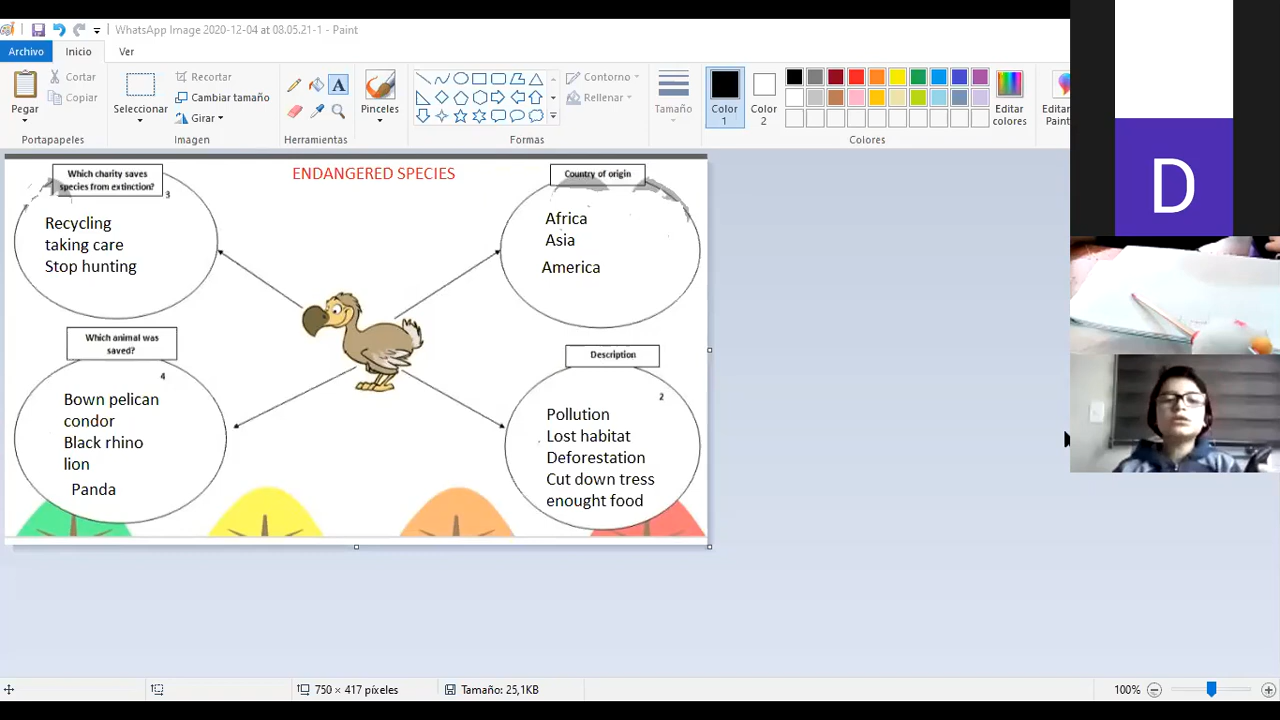 WhatsApp Image 2020-12-04 at 08.05.21-1 - Paint
Archivo Inicio Ver
Pegar
Cortar
Copiar
Portapapeles
Seleccionar
Recortar
Cambiar tamaño
Girar
Imagen
A
Herramientas
Pinceles
Contorno
Rellenar
Formas
Tamaño
Color 1
Color 2
Editar colores
Colores
Editar
Paint
ENDANGERED SPECIES
Which charity saves
species from extinction?
3
Recycling
taking care
Stop hunting
Country of origin
Africa
Asia
America
Which animal was
saved?
4
Bown pelican
condor
Black rhino
lion
Panda
Description
2
Pollution
Lost habitat
Deforestation
Cut down tress
enought food
D
750 × 417 píxeles
Tamaño: 25,1KB
100%